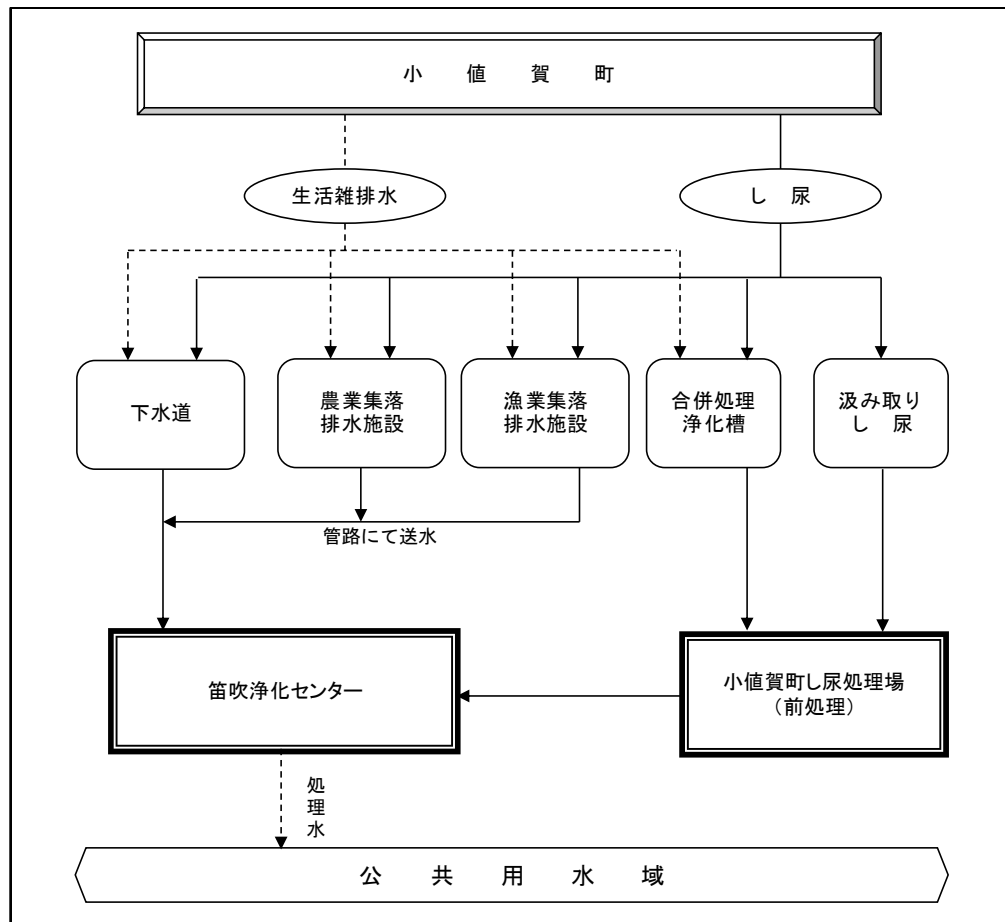 小 値 賀 町
生活雑排水
し 尿
下水道
農業集落
排水施設
漁業集落
排水施設
合併処理
浄化槽
汲み取り
し 尿
管路にて送水
笛吹浄化センター
小値賀町し尿処理場
（前処理）
処理水
公 共 用 水 域